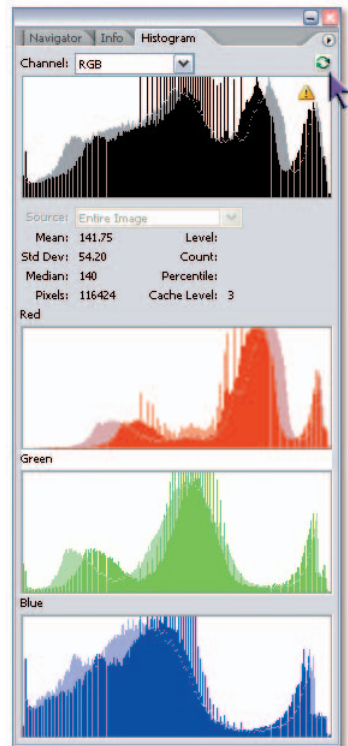 Navigator Info Histogram
Channel: RGB
Source: Entire Image
Mean: 141.75 Level:
Std Dev: 54.20 Count:
Median: 140 Percentile:
Pixels: 116424 Cache Level: 3
Red
Green
Blue